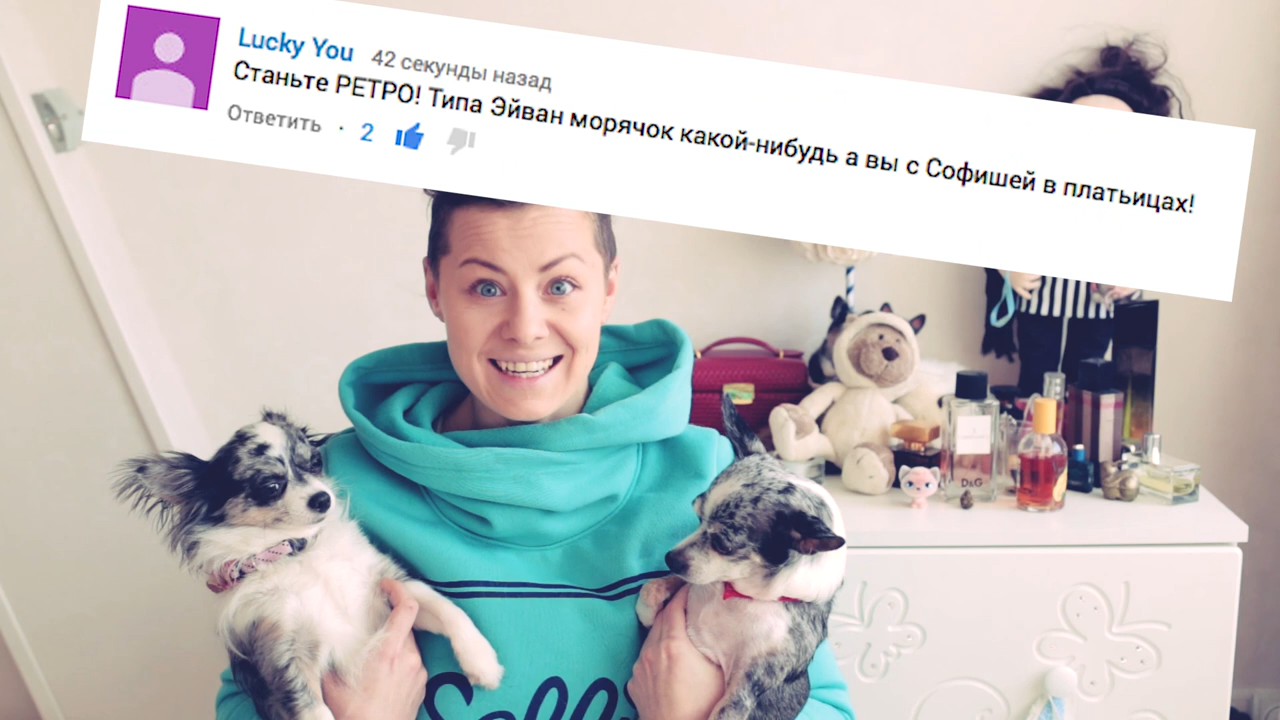 Lucky You 42 секунды назад
Станьте РЕТРО! Типа Эйван морячок какой-нибудь а вы с Софишей в платьицах!
Ответить · 2
D&G